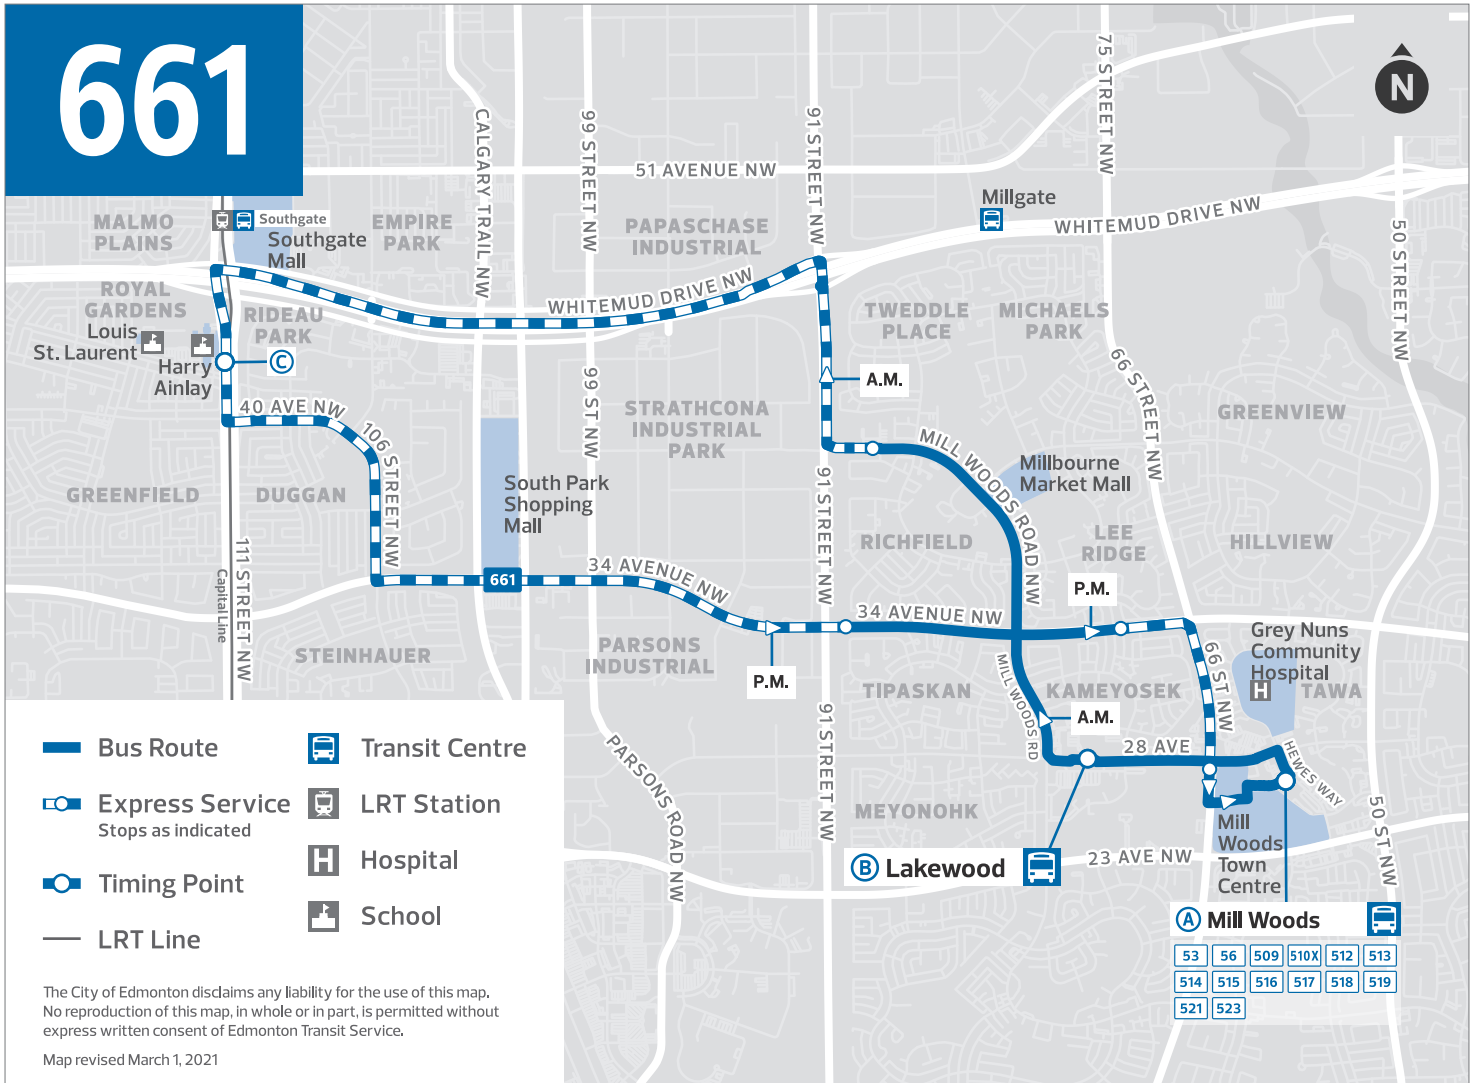 661
N
CALGARY TRAIL NW
99 STREET NW
91 STREET NW
75 STREET NW
51 AVENUE NW
50 STREET NW
MALMO
PLAINS
Southgate
Southgate
Mall
EMPIRE
PARK
PAPASCHASE
INDUSTRIAL
Millgate
WHITEMUD DRIVE NW
WHITEMUD DRIVE NW
ROYAL
GARDENS
RIDEAU
PARK
Louis
St. Laurent
Harry
Ainlay
C
TWEDDLE
PLACE
MICHAELS
PARK
A.M.
66 STREET NW
40 AVE NW
106 STREET NW
99 ST NW
STRATHCONA
INDUSTRIAL
PARK
GREENVIEW
MILL WOODS ROAD NW
Millbourne
Market Mall
GREENFIELD
DUGGAN
South Park
Shopping
Mall
91 STREET NW
RICHFIELD
LEE
RIDGE
HILLVIEW
111 STREET NW
Capital Line
661
34 AVENUE NW
34 AVENUE NW
P.M.
STEINHAUER
PARSONS
INDUSTRIAL
P.M.
MILL WOODS RD
TIPASKAN
KAMEYOSEK
A.M.
66 ST NW
Grey Nuns
Community
Hospital
H
TAWA
28 AVE
HEWES WAY
91 STREET NW
PARSONS ROAD NW
MEYONOHK
B Lakewood
23 AVE NW
50 ST NW
Mill
Woods
Town
Centre
A Mill Woods
53 56 509 510X 512 513
514 515 516 517 518 519
521 523
Bus Route
Transit Centre
Express Service
Stops as indicated
LRT Station
H Hospital
Timing Point
School
LRT Line
The City of Edmonton disclaims any liability for the use of this map.
No reproduction of this map, in whole or in part, is permitted without
express written consent of Edmonton Transit Service.
Map revised March 1, 2021